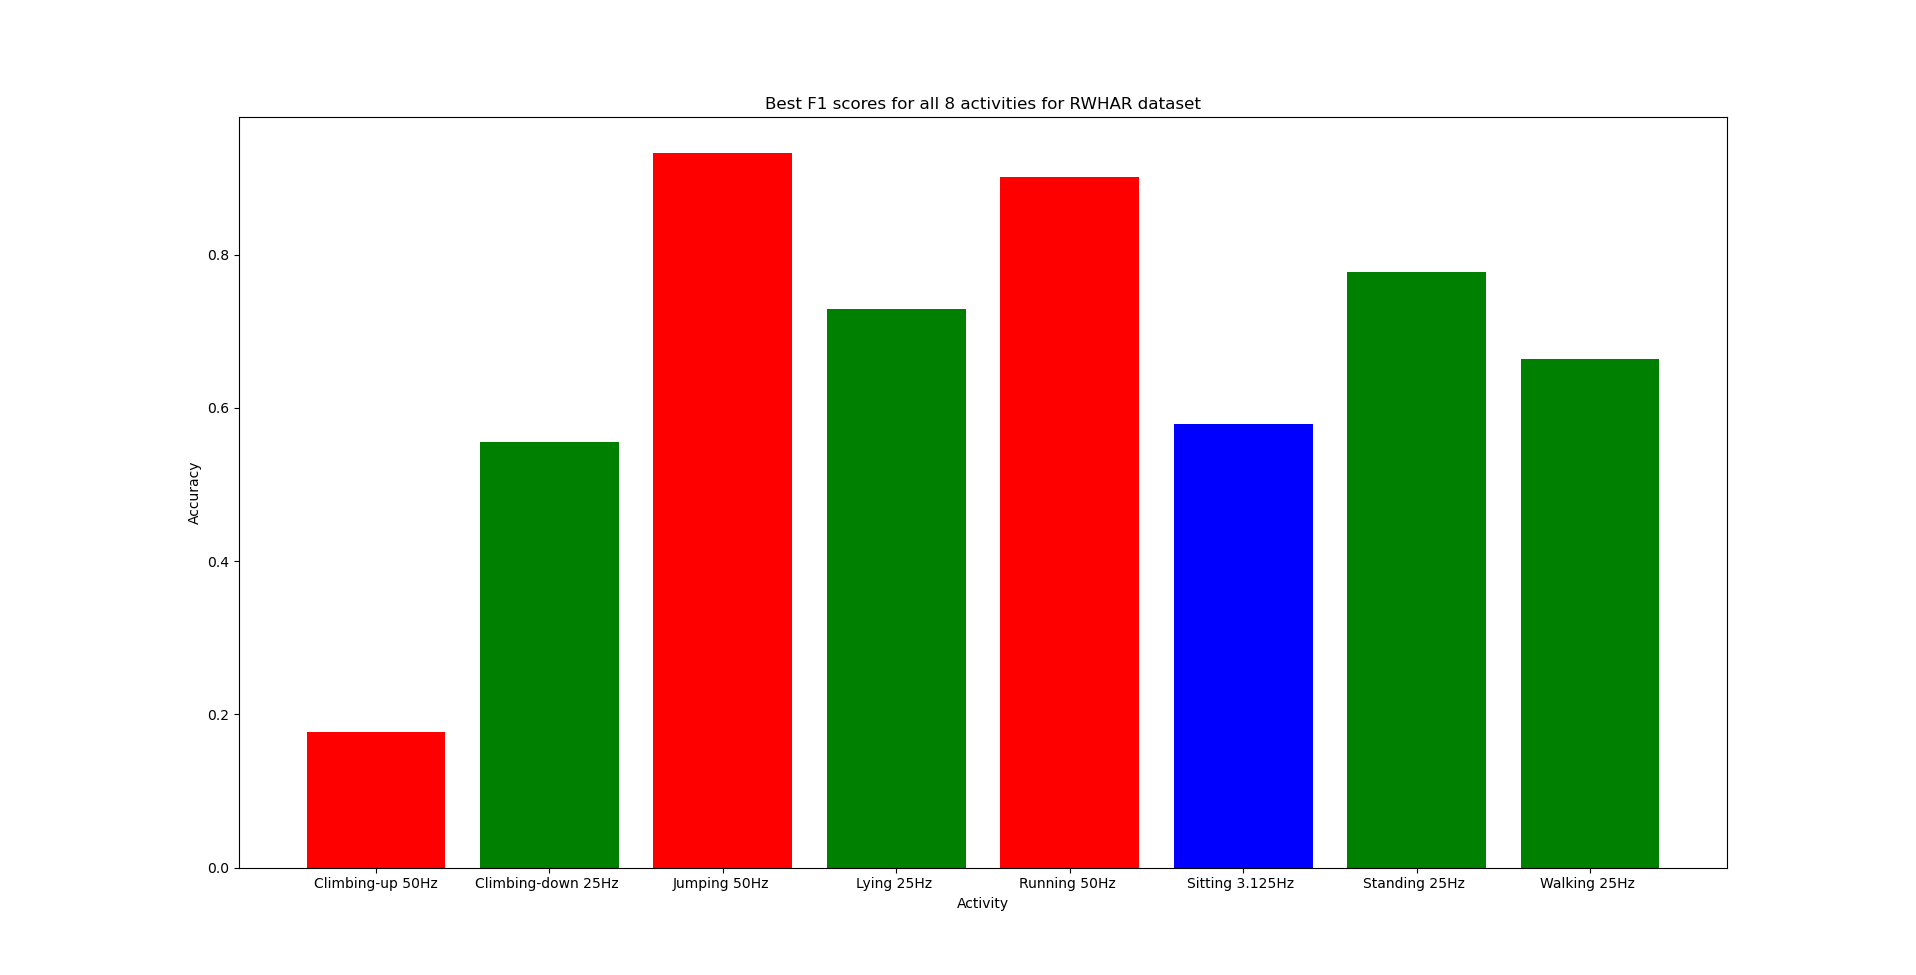 Best F1 scores for all 8 activities for RWHAR dataset
Accuracy
0.8
0.6
0.4
0.2
0.0
Climbing-up 50Hz Climbing-down 25Hz Jumping 50Hz Lying 25Hz Running 50Hz Sitting 3.125Hz Standing 25Hz Walking 25Hz
Activity